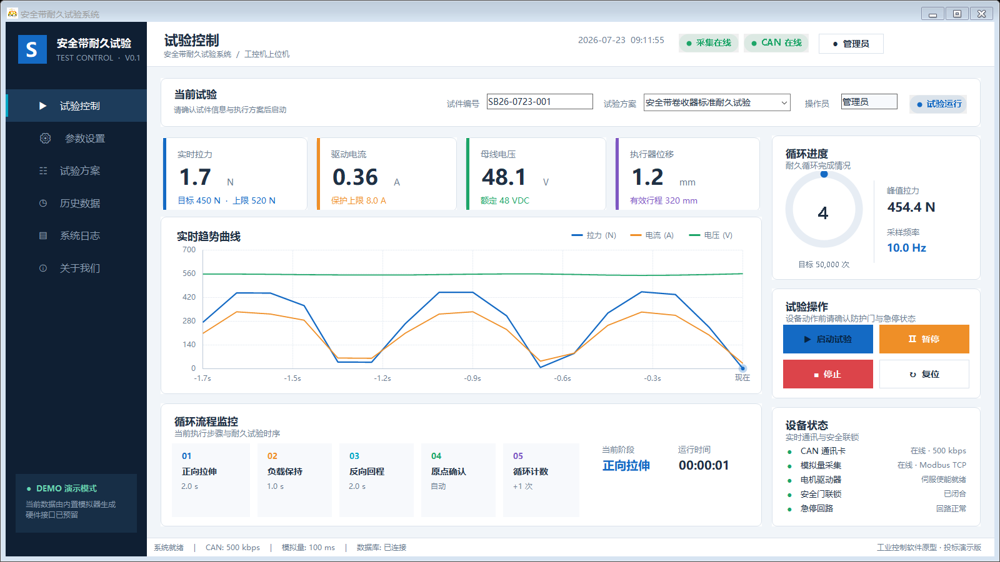 安全带耐久试验系统
S
安全带耐久试验
TEST CONTROL · V0.1
试验控制
参数设置
试验方案
历史数据
系统日志
关于我们
DEMO 演示模式
当前数据由内置模拟器生成
硬件接口已预留
试验控制
安全带耐久试验系统 / 工控机上位机
2026-07-23 09:11:55
采集在线
CAN 在线
管理员
当前试验
请确认试件信息与执行方案后启动
试件编号 SB26-0723-001
试验方案 安全带卷收器标准耐久试验
操作员 管理员
试验运行
实时拉力
1.7 N
目标 450 N · 上限 520 N
驱动电流
0.36 A
保护上限 8.0 A
母线电压
48.1 V
额定 48 VDC
执行器位移
1.2 mm
有效行程 320 mm
实时趋势曲线
拉力 (N) 电流 (A) 电压 (V)
700
560
420
280
140
0
-1.7s -1.5s -1.2s -0.9s -0.6s -0.3s 现在
循环流程监控
当前执行步骤与耐久试验时序
01
正向拉伸
2.0 s
02
负载保持
1.0 s
03
反向回程
2.0 s
04
原点确认
自动
05
循环计数
+1 次
当前阶段
正向拉伸
运行时间
00:00:01
循环进度
耐久循环完成情况
4
目标 50,000 次
峰值拉力
454.4 N
采样频率
10.0 Hz
试验操作
设备动作前请确认防护门与急停状态
启动试验
暂停
停止
复位
设备状态
实时通讯与安全联锁
CAN 通讯卡 在线 · 500 kbps
模拟量采集 在线 · Modbus TCP
电机驱动器 伺服使能就绪
安全门联锁 已闭合
急停回路 回路正常
系统就绪 | CAN: 500 kbps | 模拟量: 100 ms | 数据库: 已连接
工业控制软件原型 · 投标演示版